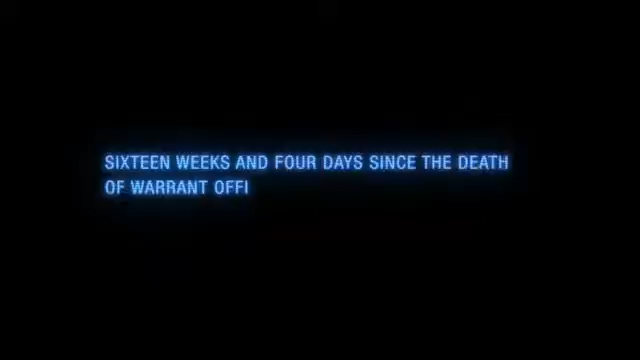 SIXTEEN WEEKS AND FOUR DAYS SINCE THE DEATH
OF WARRANT OFFI